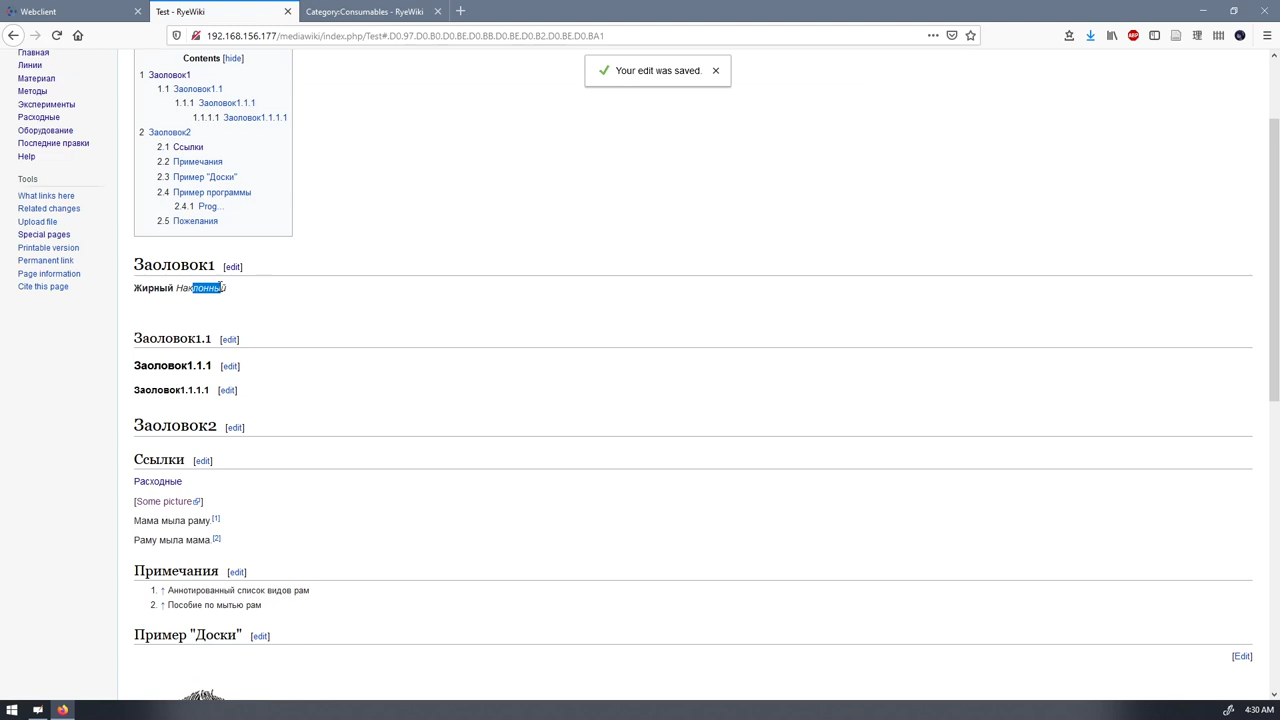 Webclient
Test - RyeWiki
Category:Consumables - RyeWiki
192.168.156.177/mediawiki/index.php/Test#.D0.97.D0.B0.D0.BE.D0.BB.D0.BE.D0.B2.D0.BE.D0.BA1
Your edit was saved.
Главная
Линии
Материал
Методы
Эксперименты
Расходные
Оборудование
Последние правки
Help
Tools
What links here
Related changes
Upload file
Special pages
Printable version
Permanent link
Page information
Cite this page
Contents [hide]
1 Заоловок1
1.1 Заоловок1.1
1.1.1 Заоловок1.1.1
1.1.1.1 Заоловок1.1.1.1
2 Заоловок2
2.1 Ссылки
2.2 Примечания
2.3 Пример "Доски"
2.4 Пример программы
2.4.1 Prog...
2.5 Пожелания
Заоловок1 [edit]
Жирный Наклонный
Заоловок1.1 [edit]
Заоловок1.1.1 [edit]
Заоловок1.1.1.1 [edit]
Заоловок2 [edit]
Ссылки [edit]
Расходные
[Some picture]
Мама мыла раму.[1]
Раму мыла мама.[2]
Примечания [edit]
1. ↑ Аннотированный список видов рам
2. ↑ Пособие по мытью рам
Пример "Доски" [edit]
[Edit]
4:30 AM